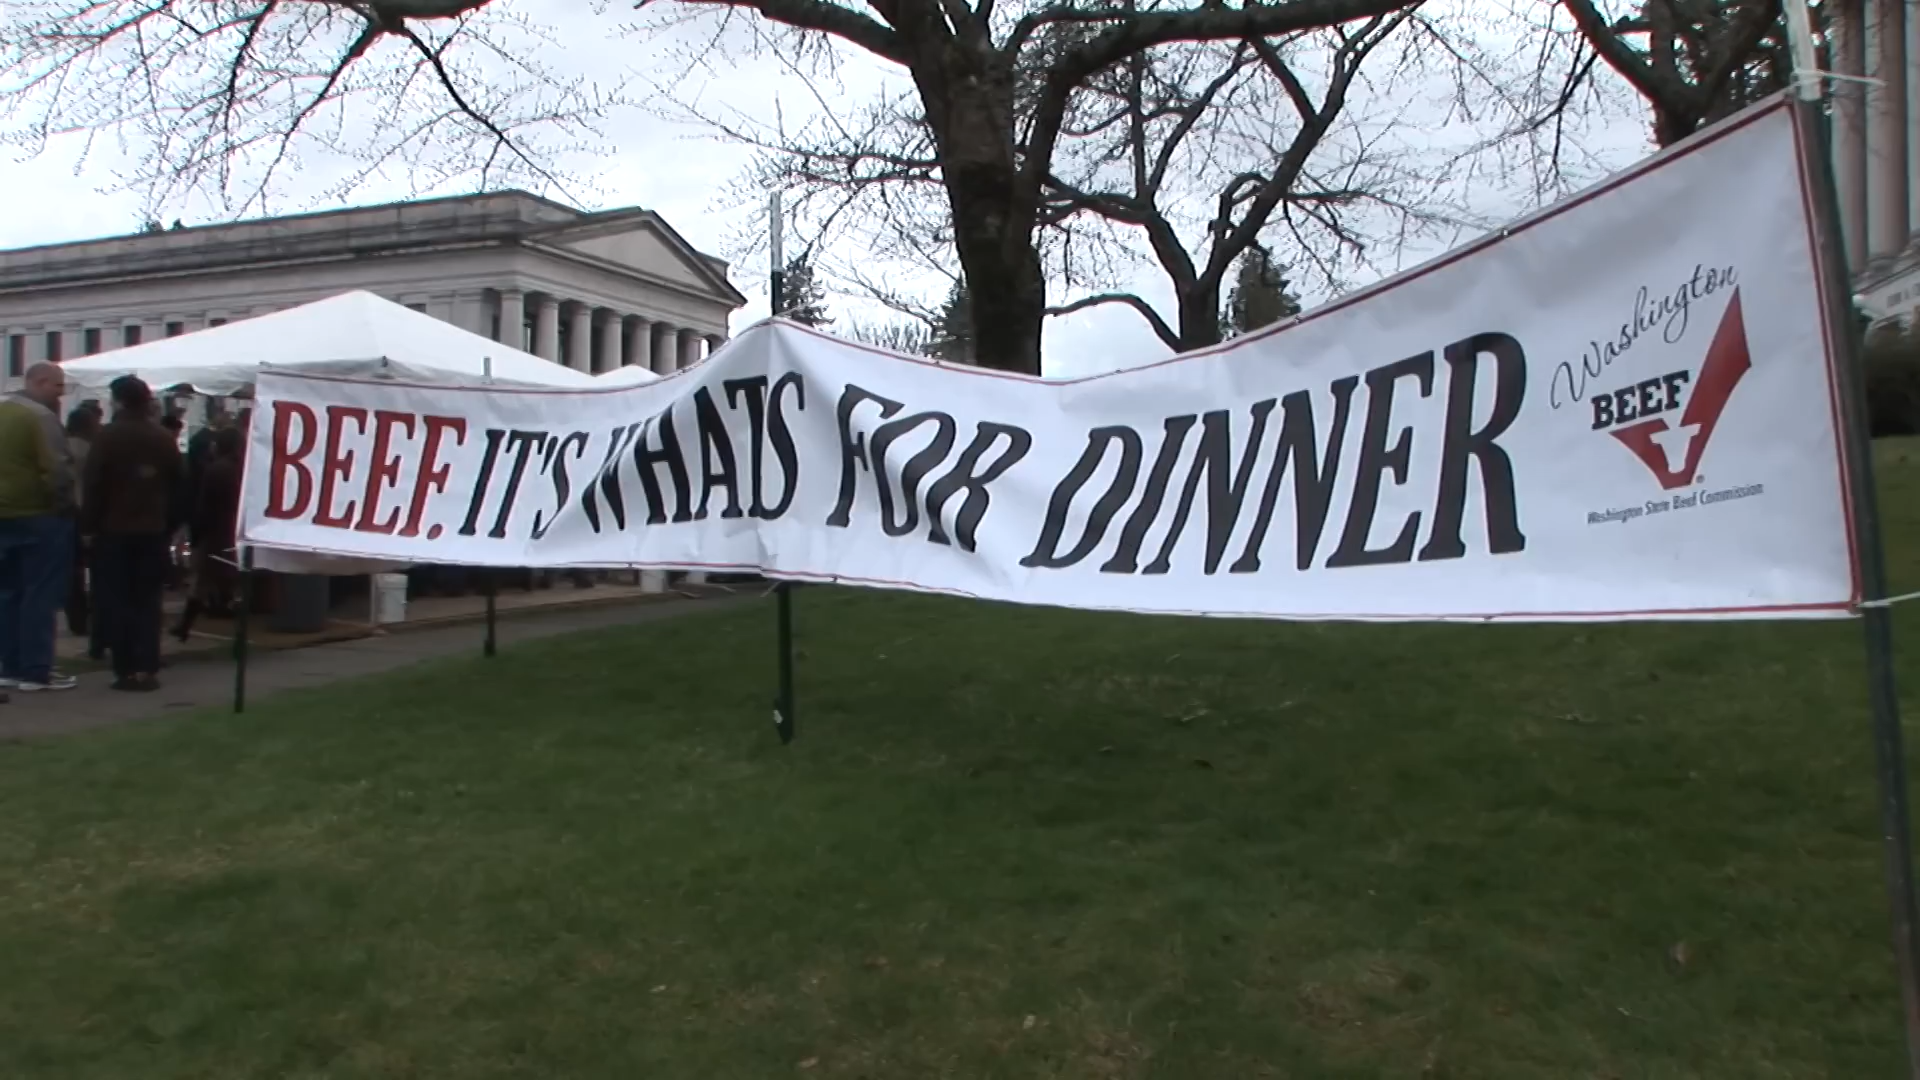 BEEF. IT'S WHATS FOR DINNER
Washington
BEEF
Washington State Beef Commission